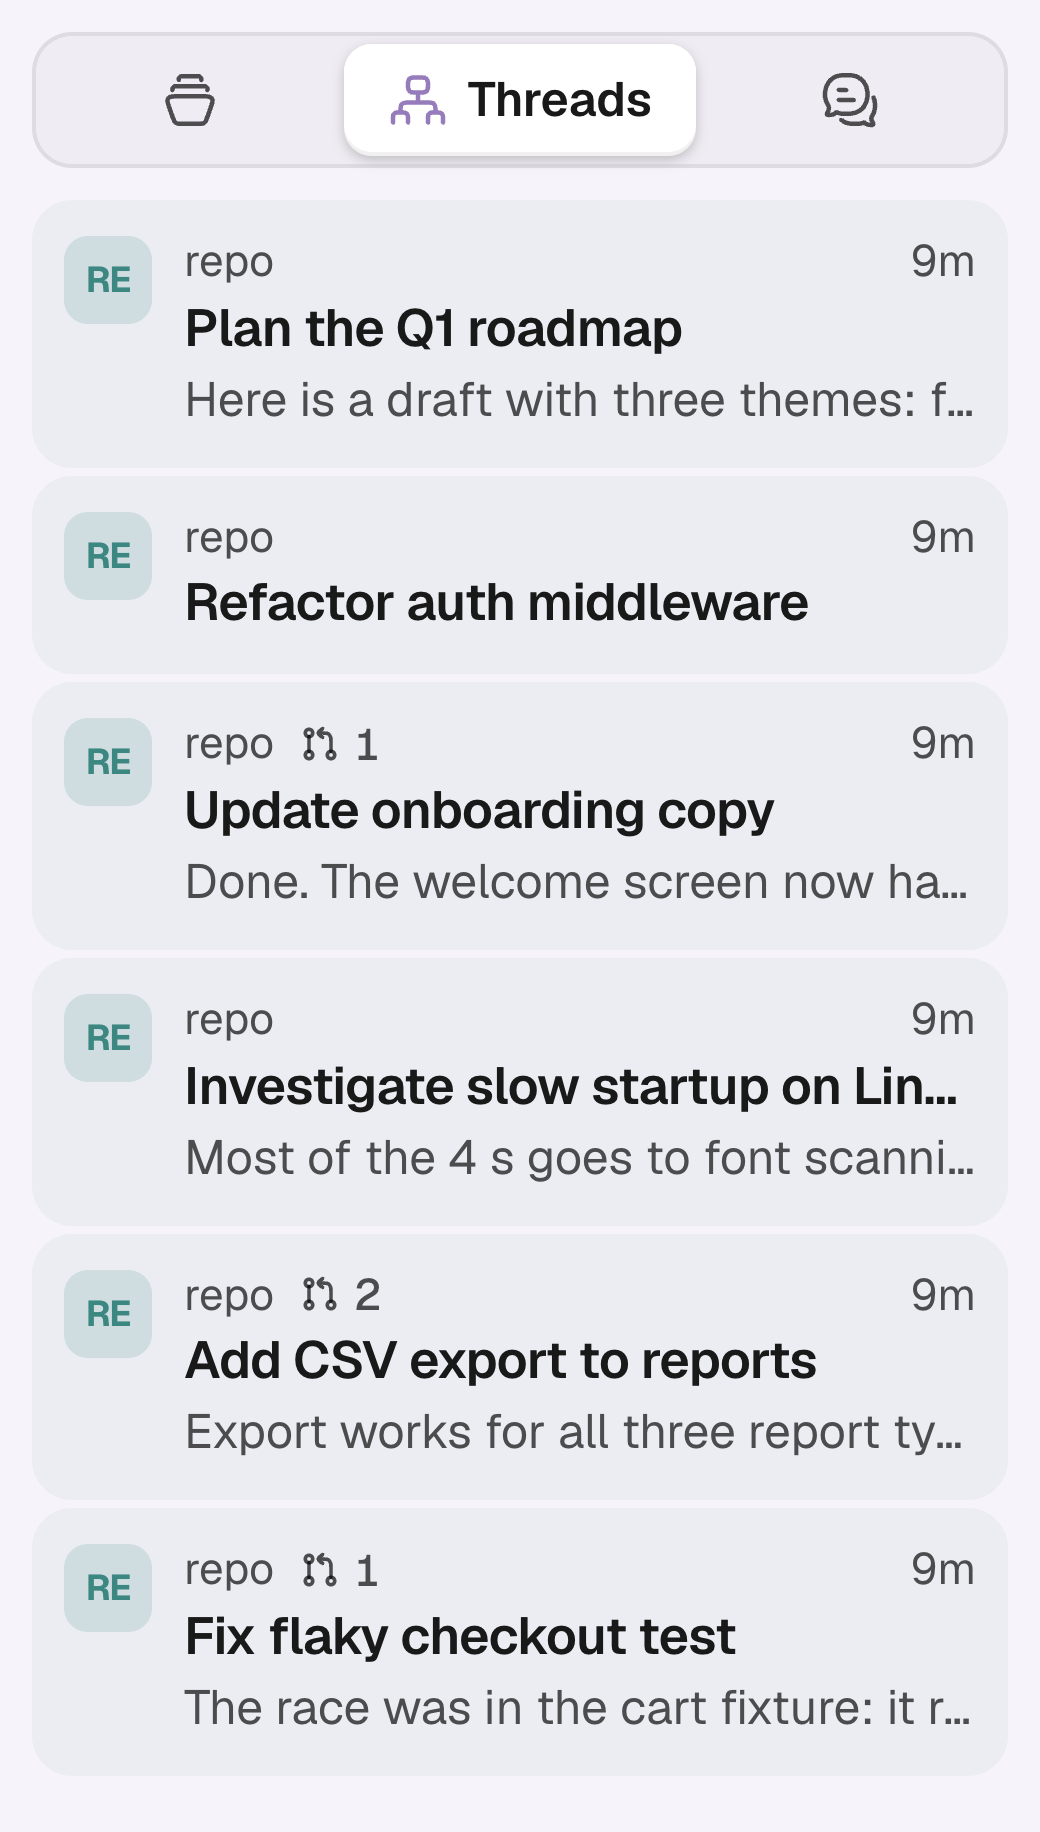 Threads
RE
repo 9m
Plan the Q1 roadmap
Here is a draft with three themes: f...
RE
repo 9m
Refactor auth middleware
RE
repo 1 9m
Update onboarding copy
Done. The welcome screen now ha...
RE
repo 9m
Investigate slow startup on Lin...
Most of the 4 s goes to font scanni...
RE
repo 2 9m
Add CSV export to reports
Export works for all three report ty...
RE
repo 1 9m
Fix flaky checkout test
The race was in the cart fixture: it r...